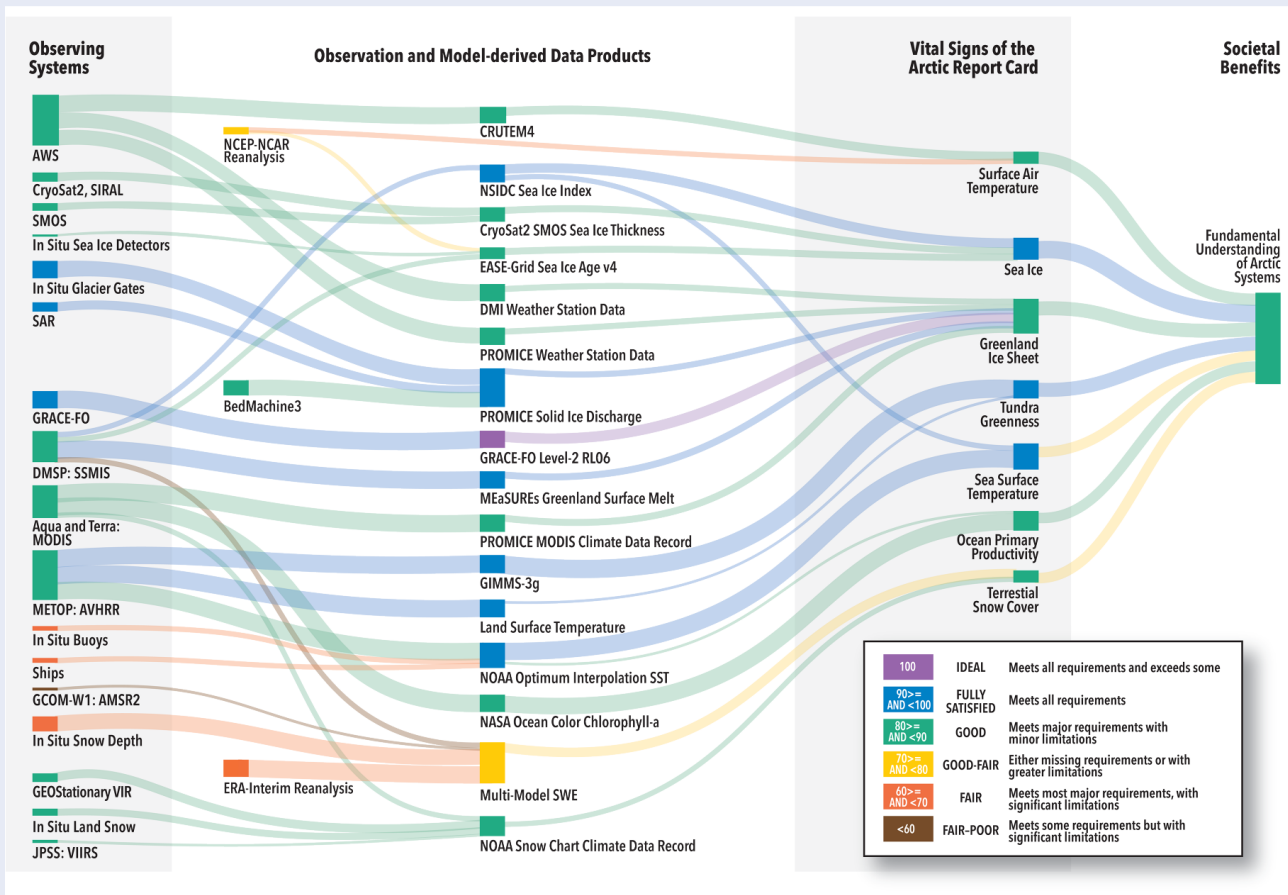 Observing
Systems
Observation and Model-derived Data Products
Vital Signs of the
Arctic Report Card
Societal
Benefits
AWS
CryoSat2, SIRAL
SMOS
In Situ Sea Ice Detectors
In Situ Glacier Gates
SAR
GRACE-FO
DMSP: SSMIS
Aqua and Terra:
MODIS
METOP: AVHRR
In Situ Buoys
Ships
GCOM-W1: AMSR2
In Situ Snow Depth
GEOStationary VIR
In Situ Land Snow
JPSS: VIIRS
NCEP-NCAR
Reanalysis
BedMachine3
ERA-Interim Reanalysis
CRUTEM4
NSIDC Sea Ice Index
CryoSat2 SMOS Sea Ice Thickness
EASE-Grid Sea Ice Age v4
DMI Weather Station Data
PROMICE Weather Station Data
PROMICE Solid Ice Discharge
GRACE-FO Level-2 RL06
MEaSUREs Greenland Surface Melt
PROMICE MODIS Climate Data Record
GIMMS-3g
Land Surface Temperature
NOAA Optimum Interpolation SST
NASA Ocean Color Chlorophyll-a
Multi-Model SWE
NOAA Snow Chart Climate Data Record
Surface Air
Temperature
Sea Ice
Greenland
Ice Sheet
Tundra
Greenness
Sea Surface
Temperature
Ocean Primary
Productivity
Terrestial
Snow Cover
Fundamental
Understanding
of Arctic
Systems
100 IDEAL Meets all requirements and exceeds some
90>=
AND <100
FULLY
SATISFIED
Meets all requirements
80>=
AND <90
GOOD
Meets major requirements with
minor limitations
70>=
AND <80
GOOD-FAIR
Either missing requirements or with
greater limitations
60>=
AND <70
FAIR
Meets most major requirements, with
significant limitations
<60
FAIR–POOR
Meets some requirements but with
significant limitations